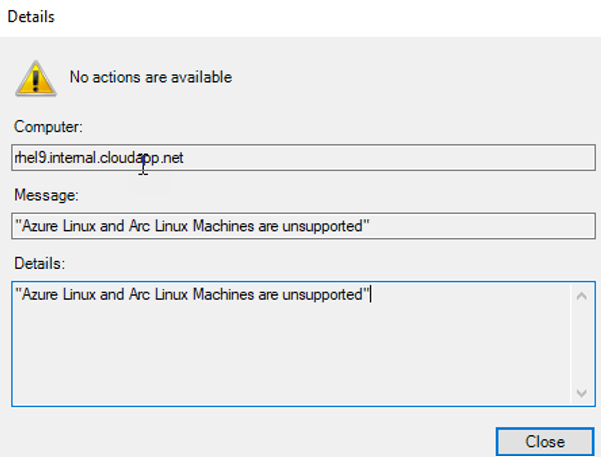 Details
No actions are available
Computer:
rhel9.internal.cloudapp.net
Message:
"Azure Linux and Arc Linux Machines are unsupported"
Details:
"Azure Linux and Arc Linux Machines are unsupported"
Close